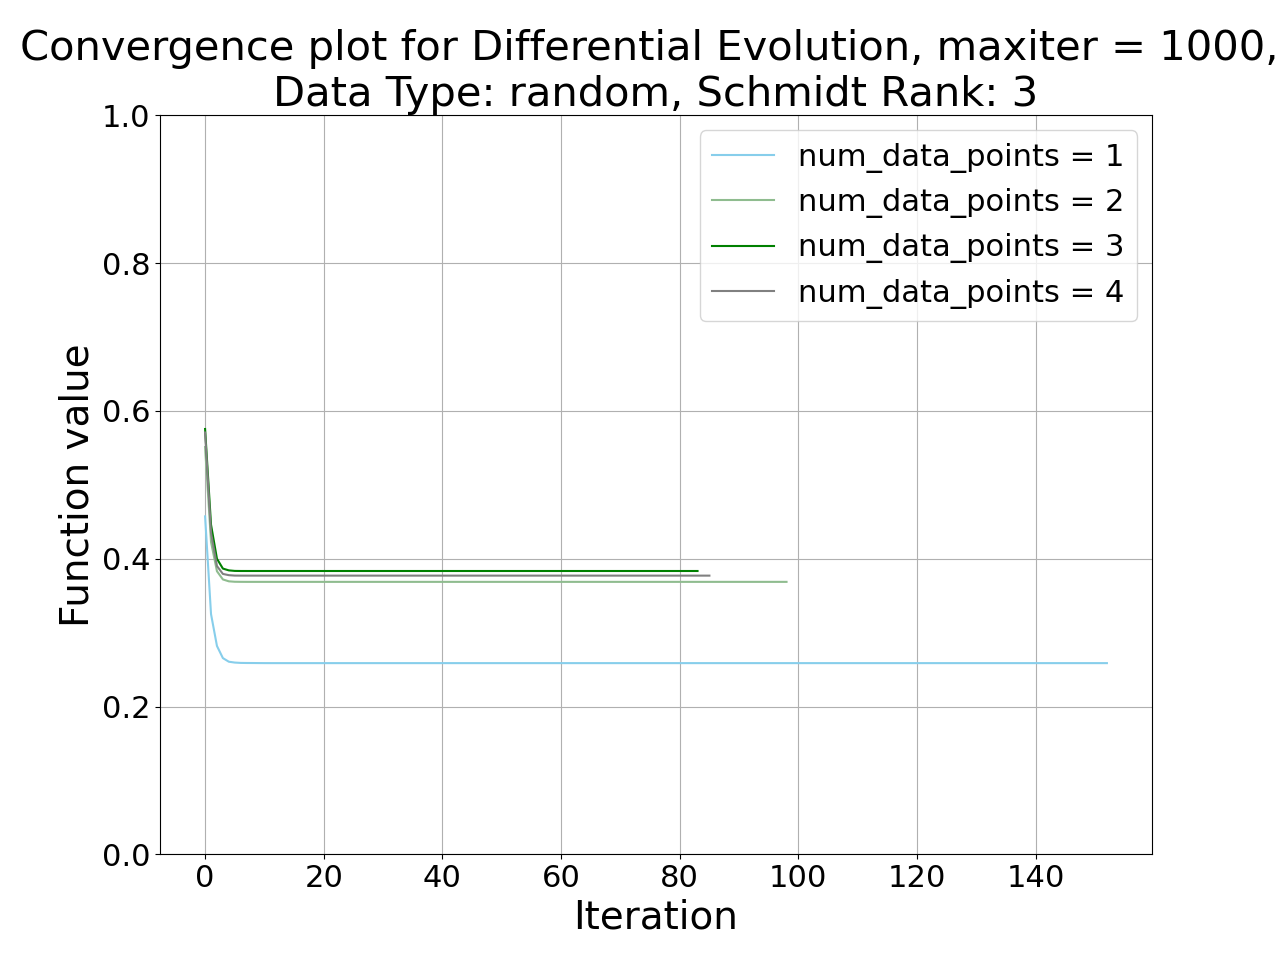 Convergence plot for Differential Evolution, maxiter = 1000,
Data Type: random, Schmidt Rank: 3
1.0
0.8
0.6
0.4
0.2
0.0
Function value
num_data_points = 1
num_data_points = 2
num_data_points = 3
num_data_points = 4
0 20 40 60 80 100 120 140
Iteration